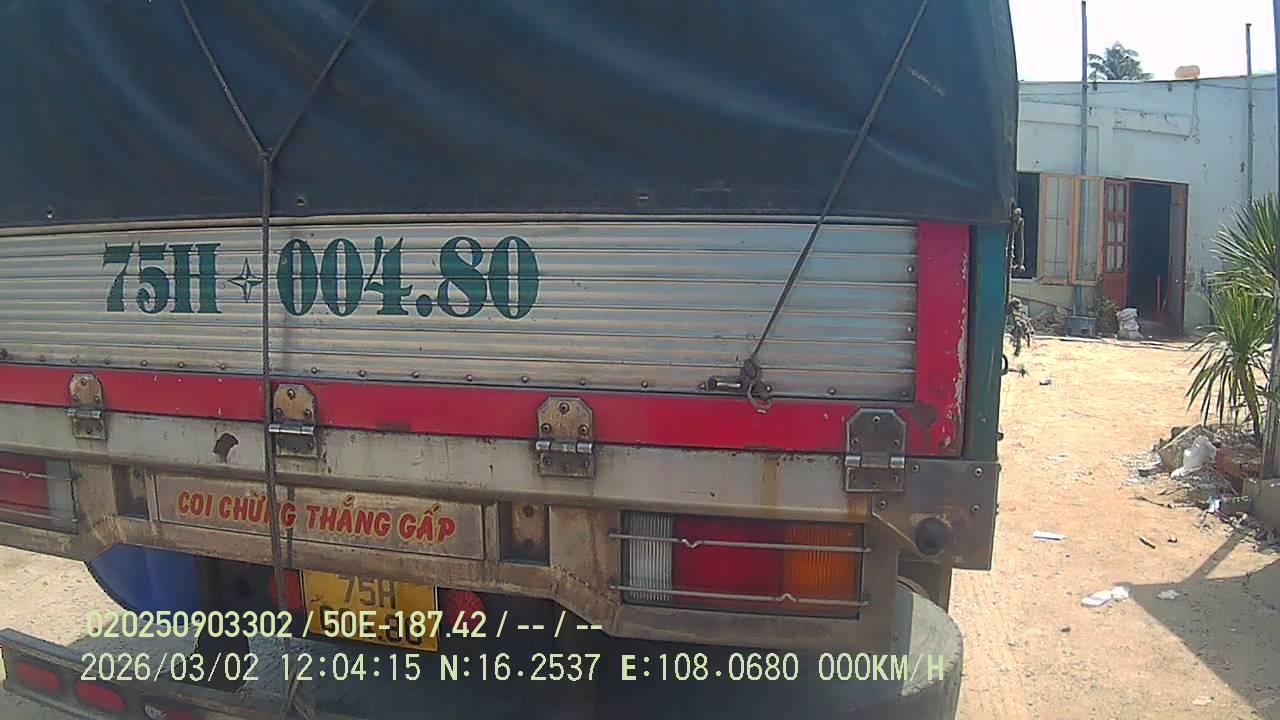 75H 004.80
COI CHỪNG THẮNG GẤP
75H
020250903302 / 50E-187.42 / -- / --
2026/03/02 12:04:15 N:16.2537 E:108.0680 000KM/H